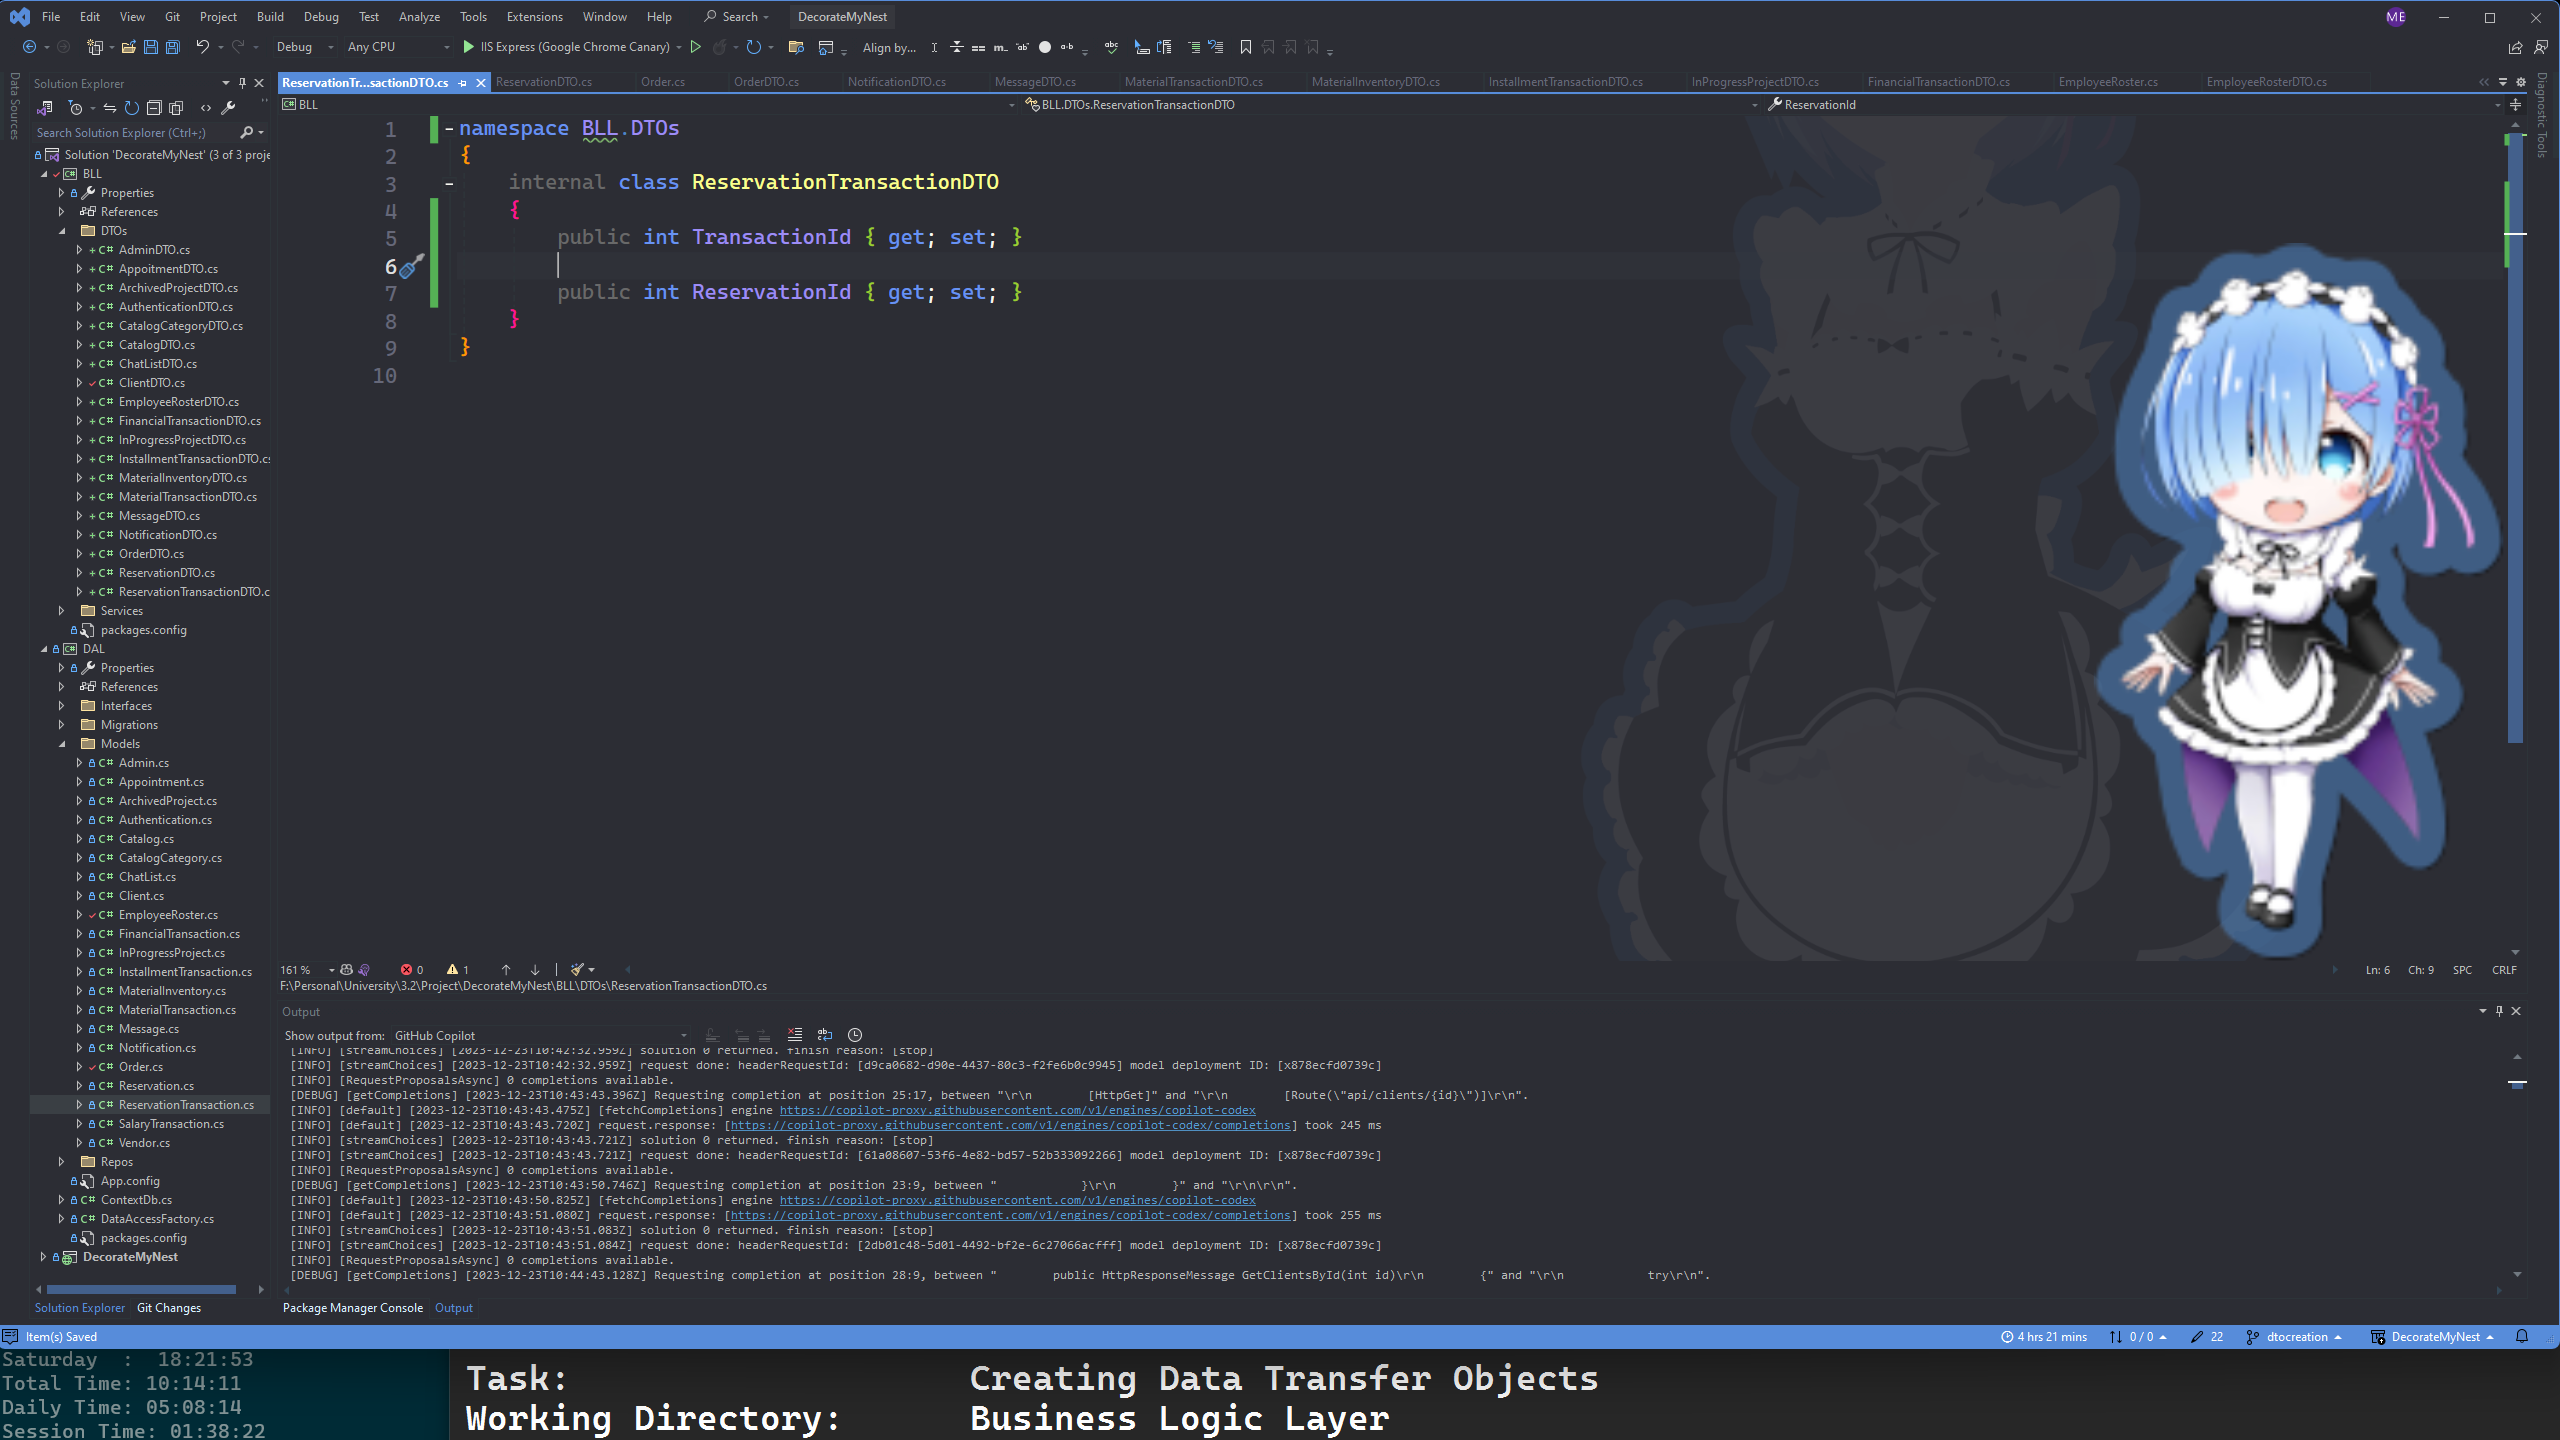 File Edit View Git Project Build Debug Test Analyze Tools Extensions Window Help Search DecorateMyNest ME
Debug Any CPU IIS Express (Google Chrome Canary) Align by...
Data Sources
Solution Explorer
Search Solution Explorer (Ctrl+;)
Solution 'DecorateMyNest' (3 of 3 proje
BLL
Properties
References
DTOs
AdminDTO.cs
AppoitmentDTO.cs
ArchivedProjectDTO.cs
AuthenticationDTO.cs
CatalogCategoryDTO.cs
CatalogDTO.cs
ChatListDTO.cs
ClientDTO.cs
EmployeeRosterDTO.cs
FinancialTransactionDTO.cs
InProgressProjectDTO.cs
InstallmentTransactionDTO.cs
MaterialInventoryDTO.cs
MaterialTransactionDTO.cs
MessageDTO.cs
NotificationDTO.cs
OrderDTO.cs
ReservationDTO.cs
ReservationTransactionDTO.c
Services
packages.config
DAL
Properties
References
Interfaces
Migrations
Models
Admin.cs
Appointment.cs
ArchivedProject.cs
Authentication.cs
Catalog.cs
CatalogCategory.cs
ChatList.cs
Client.cs
EmployeeRoster.cs
FinancialTransaction.cs
InProgressProject.cs
InstallmentTransaction.cs
MaterialInventory.cs
MaterialTransaction.cs
Message.cs
Notification.cs
Order.cs
Reservation.cs
ReservationTransaction.cs
SalaryTransaction.cs
Vendor.cs
Repos
App.config
ContextDb.cs
DataAccessFactory.cs
packages.config
DecorateMyNest
Solution Explorer Git Changes
ReservationTr...sactionDTO.cs ReservationDTO.cs Order.cs OrderDTO.cs NotificationDTO.cs MessageDTO.cs MaterialTransactionDTO.cs MaterialInventoryDTO.cs InstallmentTransactionDTO.cs InProgressProjectDTO.cs FinancialTransactionDTO.cs EmployeeRoster.cs EmployeeRosterDTO.cs
BLL BLL.DTOs.ReservationTransactionDTO ReservationId
Diagnostic Tools
1 namespace BLL.DTOs
2 {
3 internal class ReservationTransactionDTO
4 {
5 public int TransactionId { get; set; }
6
7 public int ReservationId { get; set; }
8 }
9 }
10
161 % 0 1 Ln: 6 Ch: 9 SPC CRLF
F:\Personal\University\3.2\Project\DecorateMyNest\BLL\DTOs\ReservationTransactionDTO.cs
Output
Show output from: GitHub Copilot
[INFO] [streamChoices] [2023-12-23T10:42:32.959Z] solution 0 returned. finish reason: [stop]
[INFO] [streamChoices] [2023-12-23T10:42:32.959Z] request done: headerRequestId: [d9ca0682-d90e-4437-80c3-f2fe6b0c9945] model deployment ID: [x878ecfd0739c]
[INFO] [RequestProposalsAsync] 0 completions available.
[DEBUG] [getCompletions] [2023-12-23T10:43:43.396Z] Requesting completion at position 25:17, between "\r\n        [HttpGet]" and "\r\n        [Route(\"api/clients/{id}\")]\r\n".
[INFO] [default] [2023-12-23T10:43:43.475Z] [fetchCompletions] engine https://copilot-proxy.githubusercontent.com/v1/engines/copilot-codex
[INFO] [default] [2023-12-23T10:43:43.720Z] request.response: [https://copilot-proxy.githubusercontent.com/v1/engines/copilot-codex/completions] took 245 ms
[INFO] [streamChoices] [2023-12-23T10:43:43.721Z] solution 0 returned. finish reason: [stop]
[INFO] [streamChoices] [2023-12-23T10:43:43.721Z] request done: headerRequestId: [61a08607-53f6-4e82-bd57-52b333092266] model deployment ID: [x878ecfd0739c]
[INFO] [RequestProposalsAsync] 0 completions available.
[DEBUG] [getCompletions] [2023-12-23T10:43:50.746Z] Requesting completion at position 23:9, between "            }\r\n        }" and "\r\n\r\n".
[INFO] [default] [2023-12-23T10:43:50.825Z] [fetchCompletions] engine https://copilot-proxy.githubusercontent.com/v1/engines/copilot-codex
[INFO] [default] [2023-12-23T10:43:51.080Z] request.response: [https://copilot-proxy.githubusercontent.com/v1/engines/copilot-codex/completions] took 255 ms
[INFO] [streamChoices] [2023-12-23T10:43:51.083Z] solution 0 returned. finish reason: [stop]
[INFO] [streamChoices] [2023-12-23T10:43:51.084Z] request done: headerRequestId: [2db01c48-5d01-4492-bf2e-6c27066acfff] model deployment ID: [x878ecfd0739c]
[INFO] [RequestProposalsAsync] 0 completions available.
[DEBUG] [getCompletions] [2023-12-23T10:44:43.128Z] Requesting completion at position 28:9, between "        public HttpResponseMessage GetClientsById(int id)\r\n        {" and "\r\n            try\r\n".
Package Manager Console Output
Item(s) Saved 4 hrs 21 mins 0 / 0 22 dtocreation DecorateMyNest
Saturday : 18:21:53
Total Time: 10:14:11
Daily Time: 05:08:14
Session Time: 01:38:22
Task: Creating Data Transfer Objects
Working Directory: Business Logic Layer